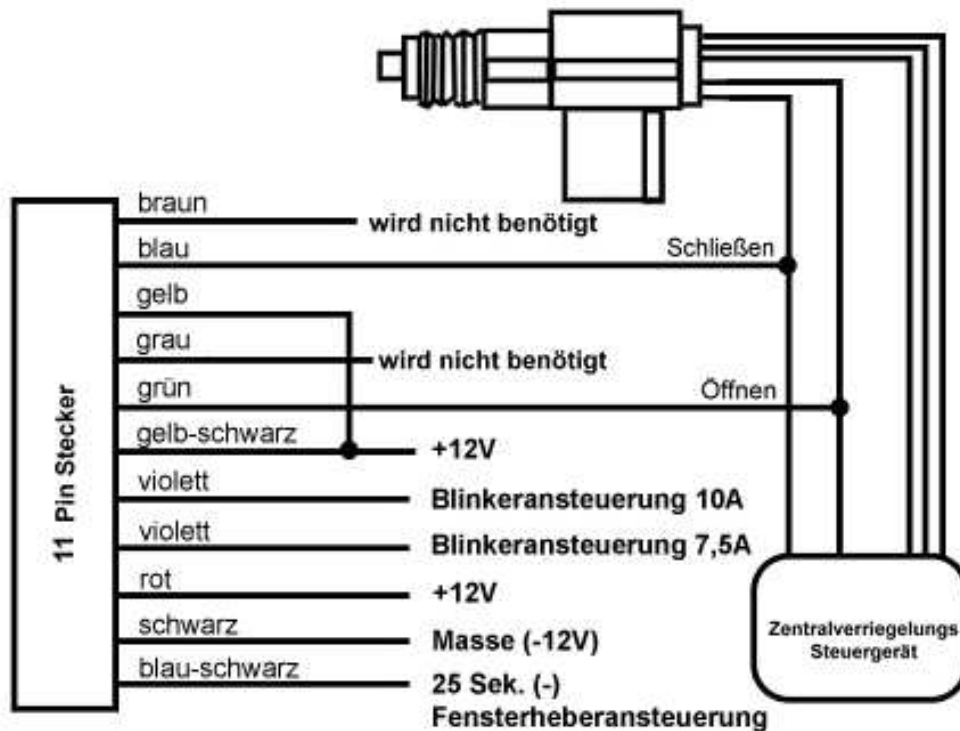 braun
wird nicht benötigt
blau
Schließen
gelb
grau
wird nicht benötigt
grün
Öffnen
gelb-schwarz
+12V
violett
Blinkeransteuerung 10A
violett
Blinkeransteuerung 7,5A
rot
+12V
schwarz
Masse (-12V)
blau-schwarz
25 Sek. (-)
Fensterheberansteuerung
11 Pin Stecker
Zentralverriegelungs
Steuergerät